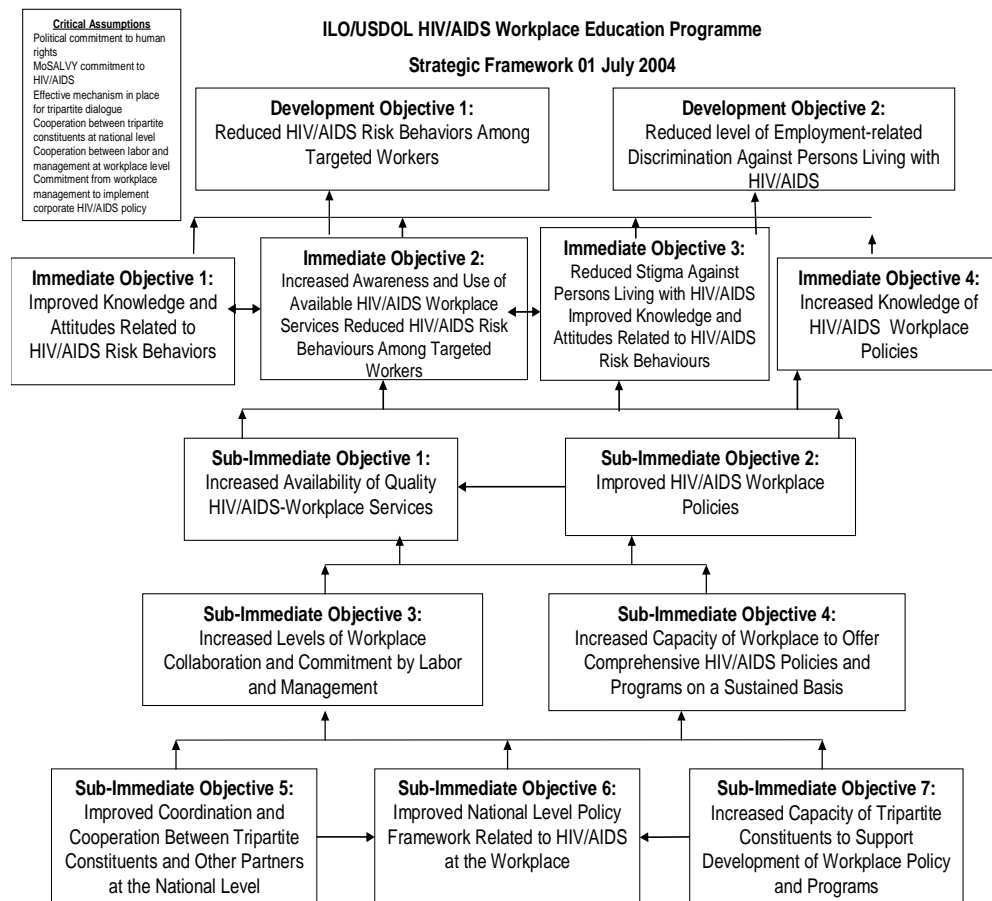 Critical Assumptions
Political commitment to human
rights
MoSALVY commitment to
HIV/AIDS
Effective mechanism in place
for tripartite dialogue
Cooperation between tripartite
constituents at national level
Cooperation between labor and
management at workplace level
Commitment from workplace
management to implement
corporate HIV/AIDS policy
ILO/USDOL HIV/AIDS Workplace Education Programme
Strategic Framework 01 July 2004
Development Objective 1:
Reduced HIV/AIDS Risk Behaviors Among
Targeted Workers
Development Objective 2:
Reduced level of Employment-related
Discrimination Against Persons Living with
HIV/AIDS
Immediate Objective 1:
Improved Knowledge and
Attitudes Related to
HIV/AIDS Risk Behaviors
Immediate Objective 2:
Increased Awareness and Use of
Available HIV/AIDS Workplace
Services Reduced HIV/AIDS Risk
Behaviours Among Targeted
Workers
Immediate Objective 3:
Reduced Stigma Against
Persons Living with HIV/AIDS
Improved Knowledge and
Attitudes Related to HIV/AIDS
Risk Behaviours
Immediate Objective 4:
Increased Knowledge of
HIV/AIDS Workplace
Policies
Sub-Immediate Objective 1:
Increased Availability of Quality
HIV/AIDS-Workplace Services
Sub-Immediate Objective 2:
Improved HIV/AIDS Workplace
Policies
Sub-Immediate Objective 3:
Increased Levels of Workplace
Collaboration and Commitment by Labor
and Management
Sub-Immediate Objective 4:
Increased Capacity of Workplace to Offer
Comprehensive HIV/AIDS Policies and
Programs on a Sustained Basis
Sub-Immediate Objective 5:
Improved Coordination and
Cooperation Between Tripartite
Constituents and Other Partners
at the National Level
Sub-Immediate Objective 6:
Improved National Level Policy
Framework Related to HIV/AIDS
at the Workplace
Sub-Immediate Objective 7:
Increased Capacity of Tripartite
Constituents to Support
Development of Workplace Policy
and Programs